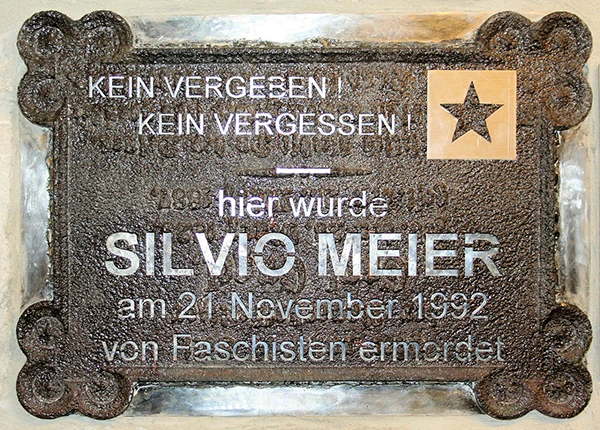 KEIN VERGEBEN !
KEIN VERGESSEN !
hier wurde
SILVIO MEIER
am 21 November 1992
von Faschisten ermordet